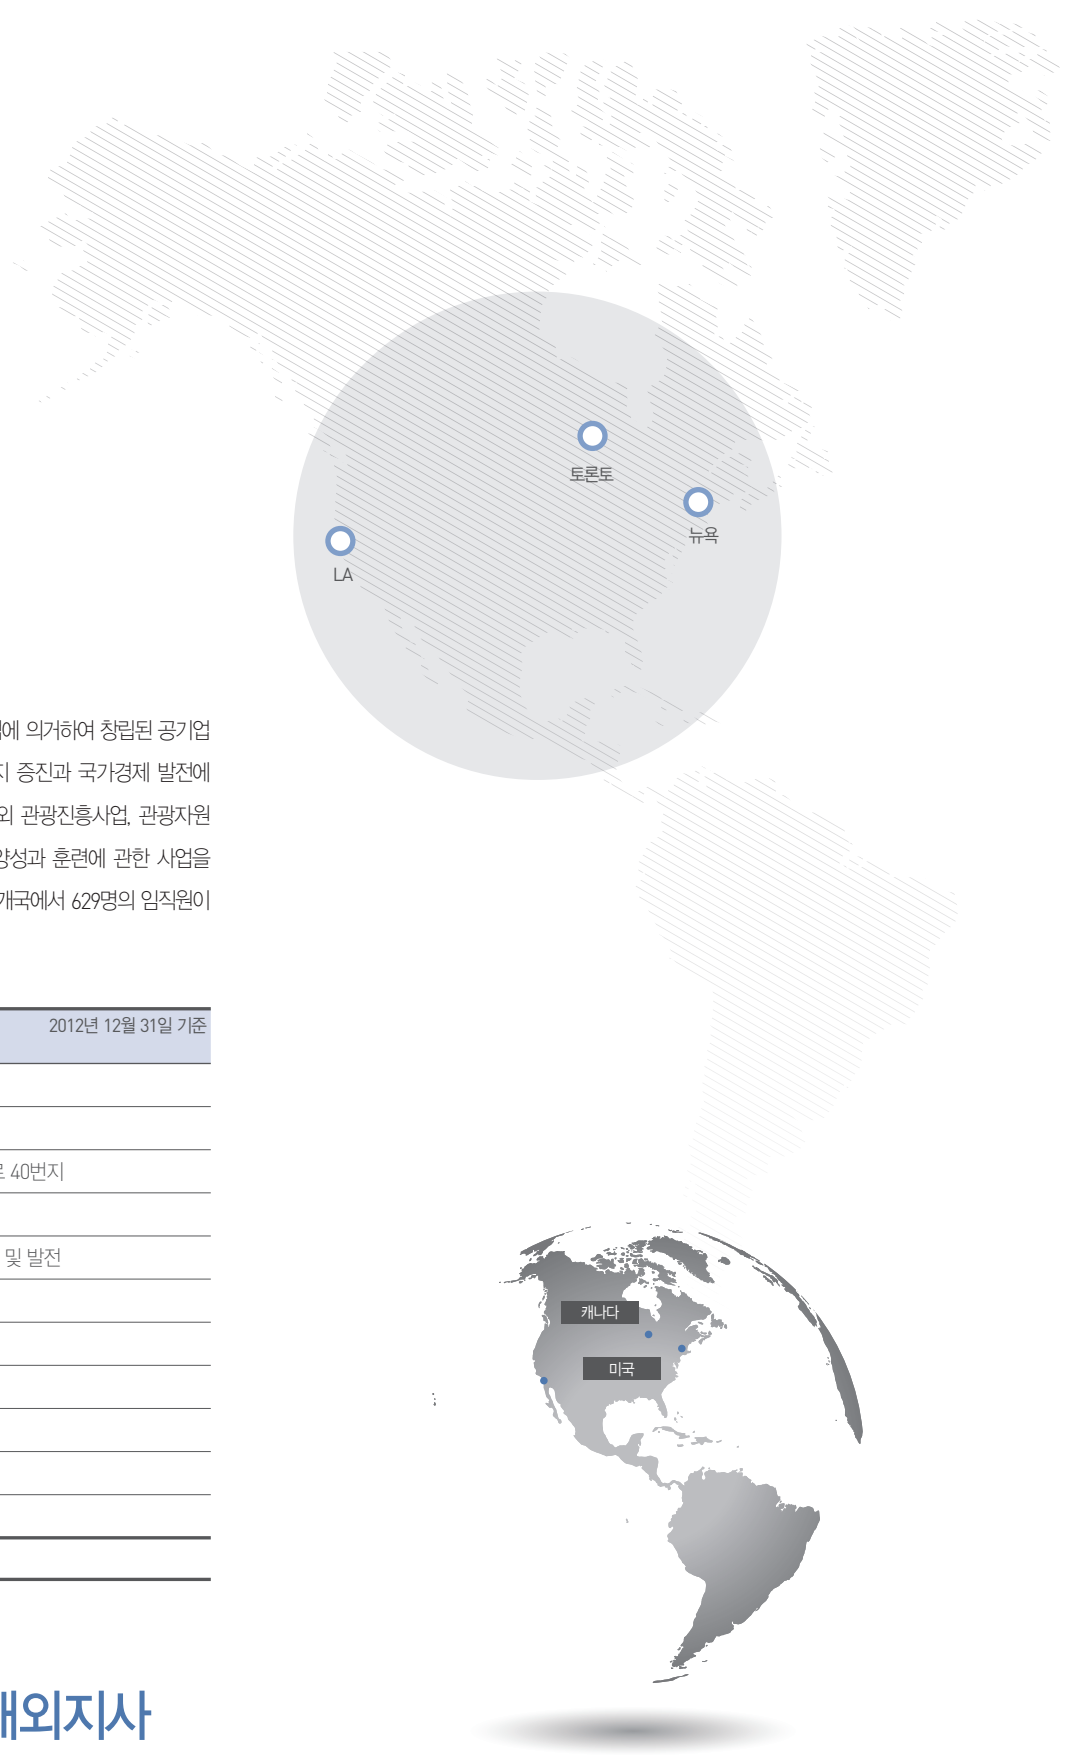 토론토
뉴욕
LA
에 의거하여 창립된 공기업
증진과 국가경제 발전에
관광진흥사업, 관광자원
양성과 훈련에 관한 사업을
개국에서 629명의 임직원이
2012년 12월 31일 기준
40번지
및 발전
캐나다
미국
해외지사